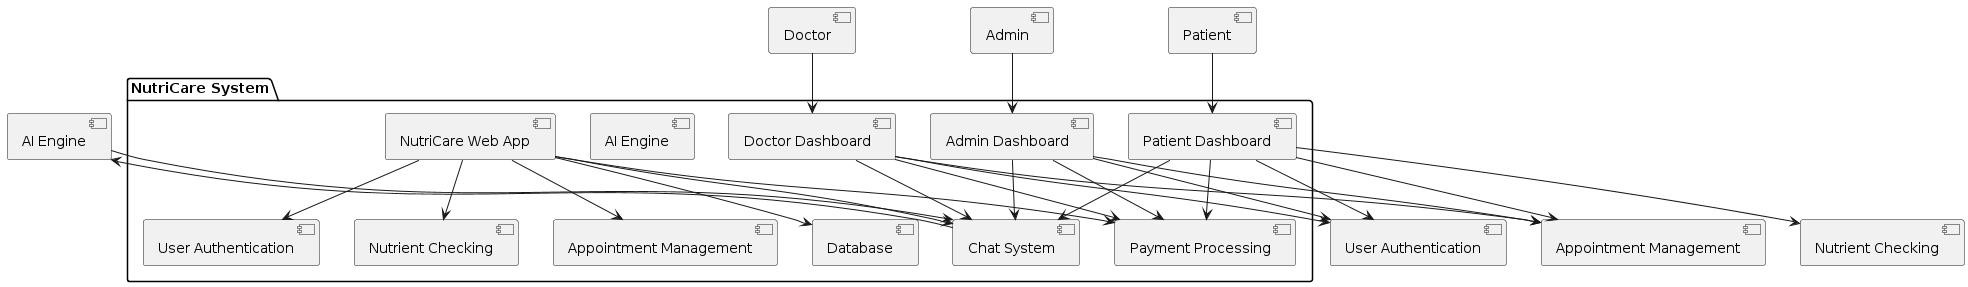 Doctor
Admin
Patient
NutriCare System
AI Engine
NutriCare Web App
AI Engine
Doctor Dashboard
Admin Dashboard
Patient Dashboard
User Authentication
Nutrient Checking
Appointment Management
Database
Chat System
Payment Processing
User Authentication
Appointment Management
Nutrient Checking